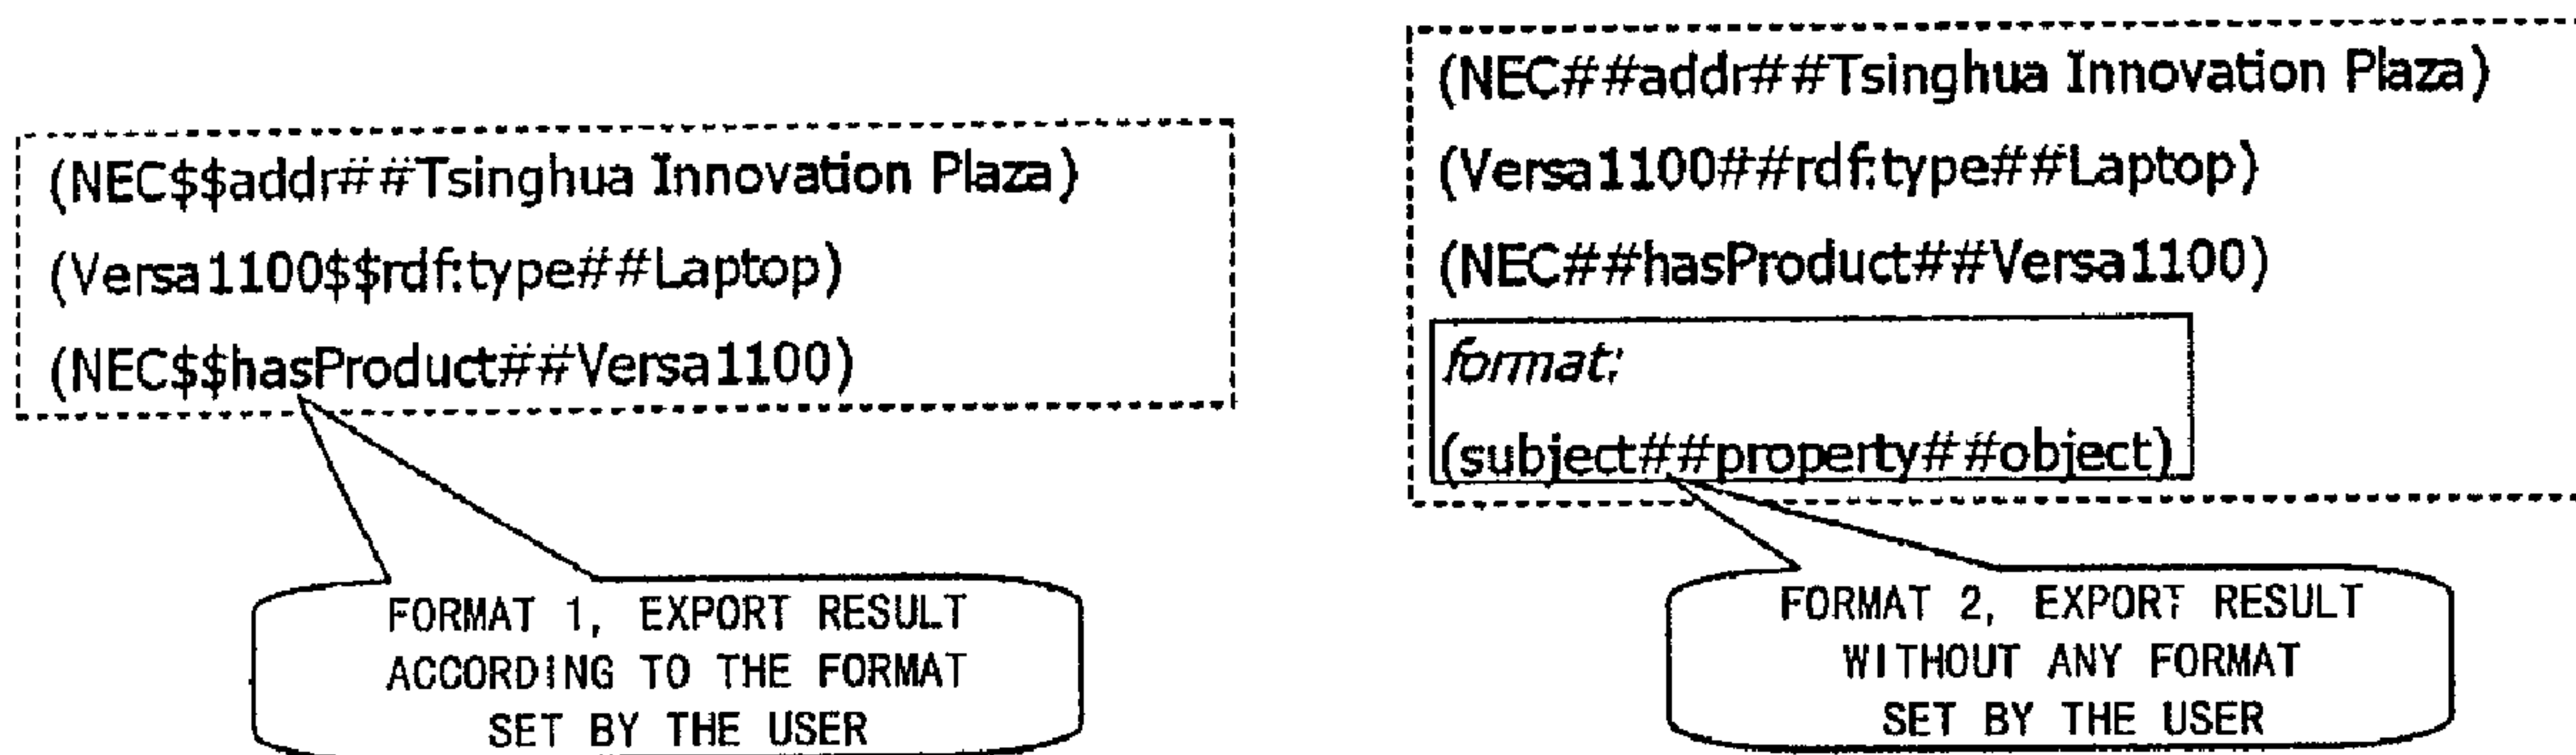 (NEC$$addr##Tsinghua Innovation Plaza)
(Versa1100$$rdf:type##Laptop)
(NEC$$hasProduct##Versa1100)
FORMAT 1, EXPORT RESULT
ACCORDING TO THE FORMAT
SET BY THE USER
(NEC##addr##Tsinghua Innovation Plaza)
(Versa1100##rdf:type##Laptop)
(NEC##hasProduct##Versa1100)
format:
(subject##property##object)
FORMAT 2, EXPORT RESULT
WITHOUT ANY FORMAT
SET BY THE USER